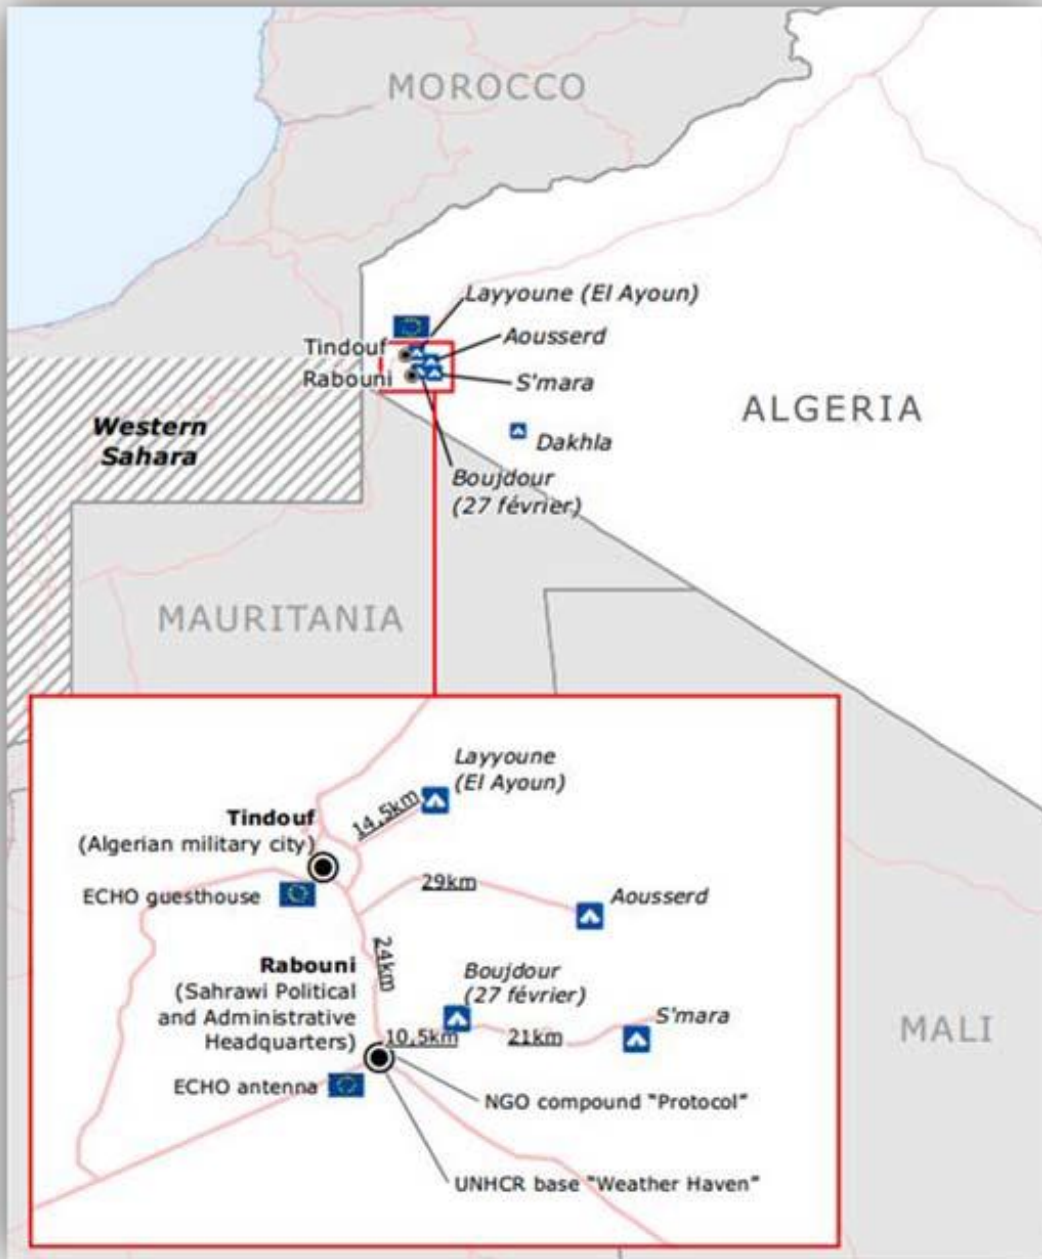 MOROCCO
Layyoune (El Ayoun)
Tindouf
Aousserd
Rabouni
S'mara
ALGERIA
Western
Sahara
Dakhla
Boujdour
(27 février)
MAURITANIA
Layyoune
(El Ayoun)
14,5km
Tindouf
(Algerian military city)
29km
ECHO guesthouse
Aousserd
24km
Rabouni
(Sahrawi Political
and Administrative
Headquarters)
Boujdour
(27 février)
S'mara
10,5km
21km
MALI
ECHO antenna
NGO compound "Protocol"
UNHCR base "Weather Haven"